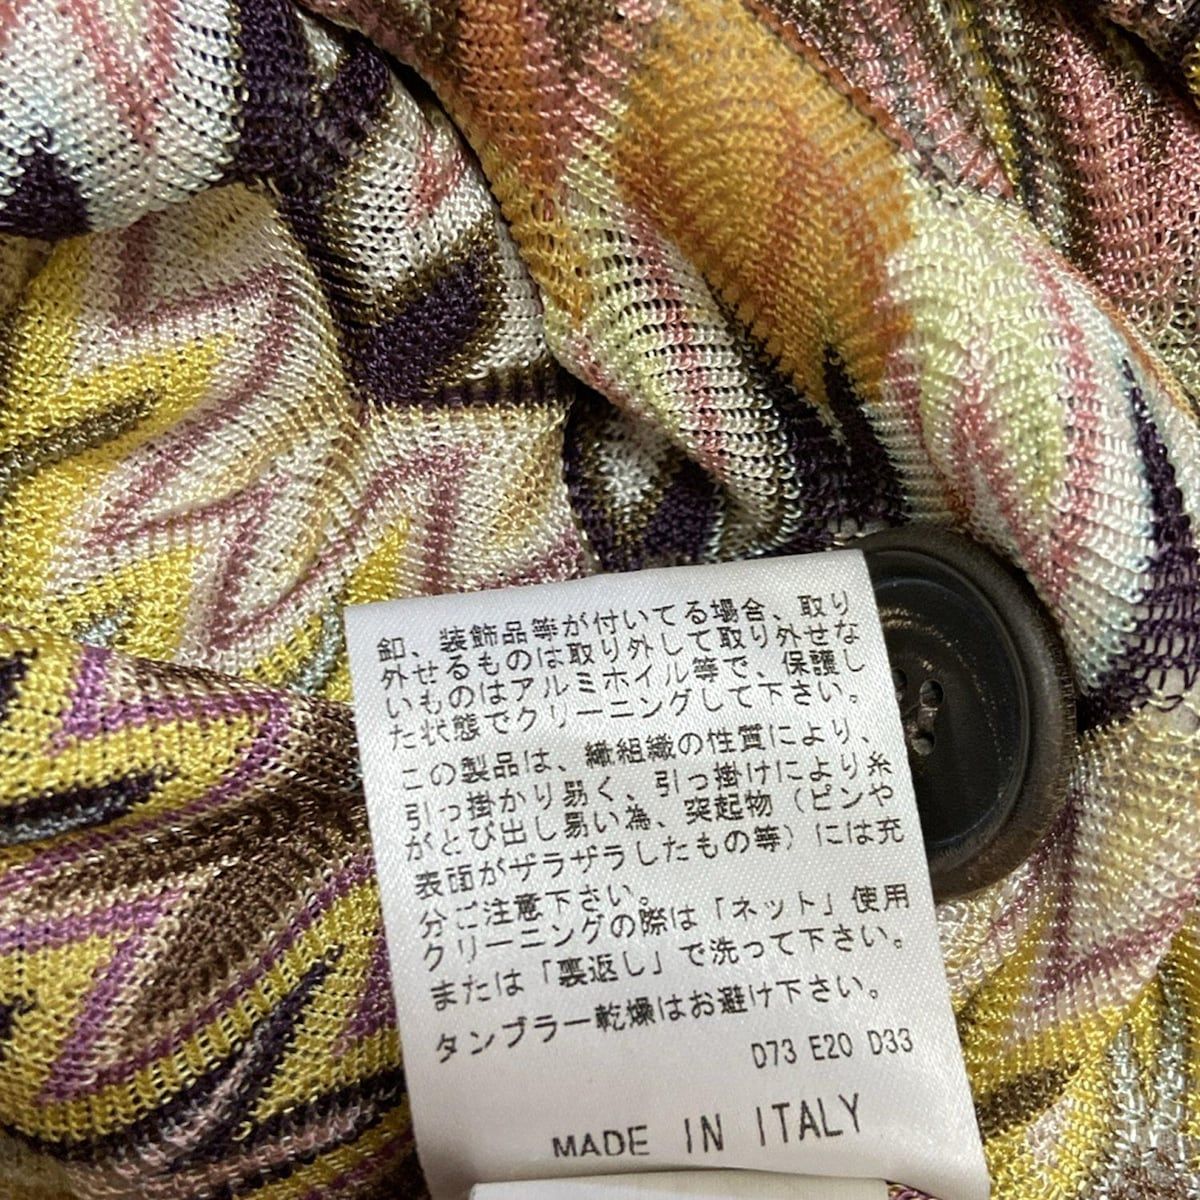 釦、装飾品等が付いてる場合、取り
外せるものは取り外して取り外せな
いものはアルミホイル等で、保護し
た状態でクリーニングして下さい。
この製品は、繊組織の性質により、
引っ掛かり易く、引っ掛けにより糸
がとび出し易い為、突起物（ピンや
表面がザラザラしたもの等）には充
分ご注意下さい。
クリーニングの際は「ネット」使用
または「裏返し」で洗って下さい。
タンブラー乾燥はお避け下さい。
D73 E20 D33
MADE IN ITALY